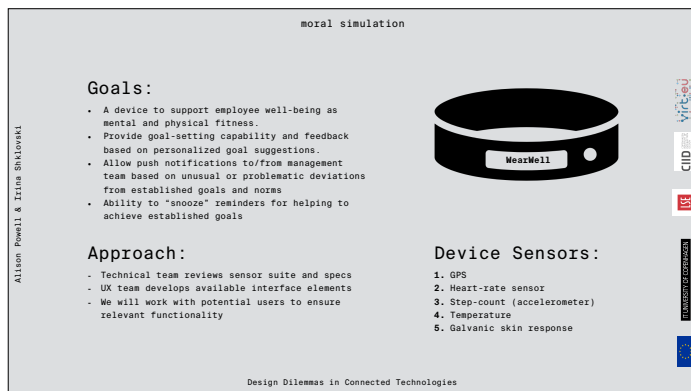 moral simulation
Alison Powell & Irina Shklovski
Goals:
• A device to support employee well-being as
mental and physical fitness.
• Provide goal-setting capability and feedback
based on personalized goal suggestions.
• Allow push notifications to/from management
team based on unusual or problematic deviations
from established goals and norms
• Ability to “snooze” reminders for helping to
achieve established goals
WearWell
Approach:
- Technical team reviews sensor suite and specs
- UX team develops available interface elements
- We will work with potential users to ensure
relevant functionality
Device Sensors:
1. GPS
2. Heart-rate sensor
3. Step-count (accelerometer)
4. Temperature
5. Galvanic skin response
virt-eu
CIID
LSE
IT UNIVERSITY OF COPENHAGEN
Design Dilemmas in Connected Technologies